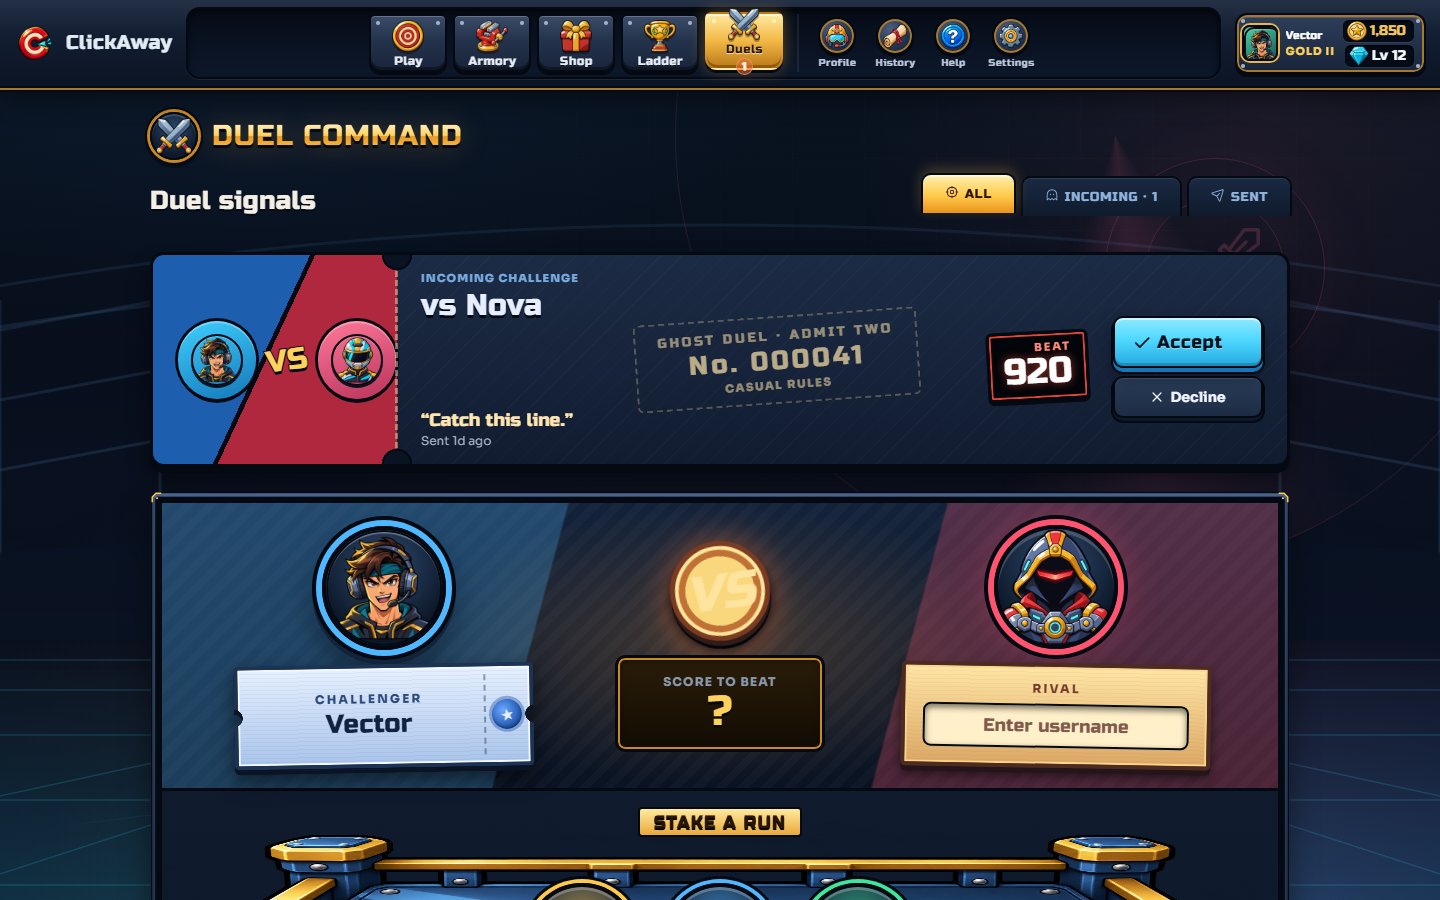 ClickAway
Play
Armory
Shop
Ladder
Duels
1
Profile
History
Help
Settings
Vector
GOLD II
1,850
Lv 12
DUEL COMMAND
Duel signals
ALL
INCOMING · 1
SENT
INCOMING CHALLENGE
vs Nova
VS
GHOST DUEL · ADMIT TWO
No. 000041
CASUAL RULES
BEAT
920
Accept
Decline
“Catch this line.”
Sent 1d ago
VS
CHALLENGER
Vector
SCORE TO BEAT
?
RIVAL
Enter username
STAKE A RUN